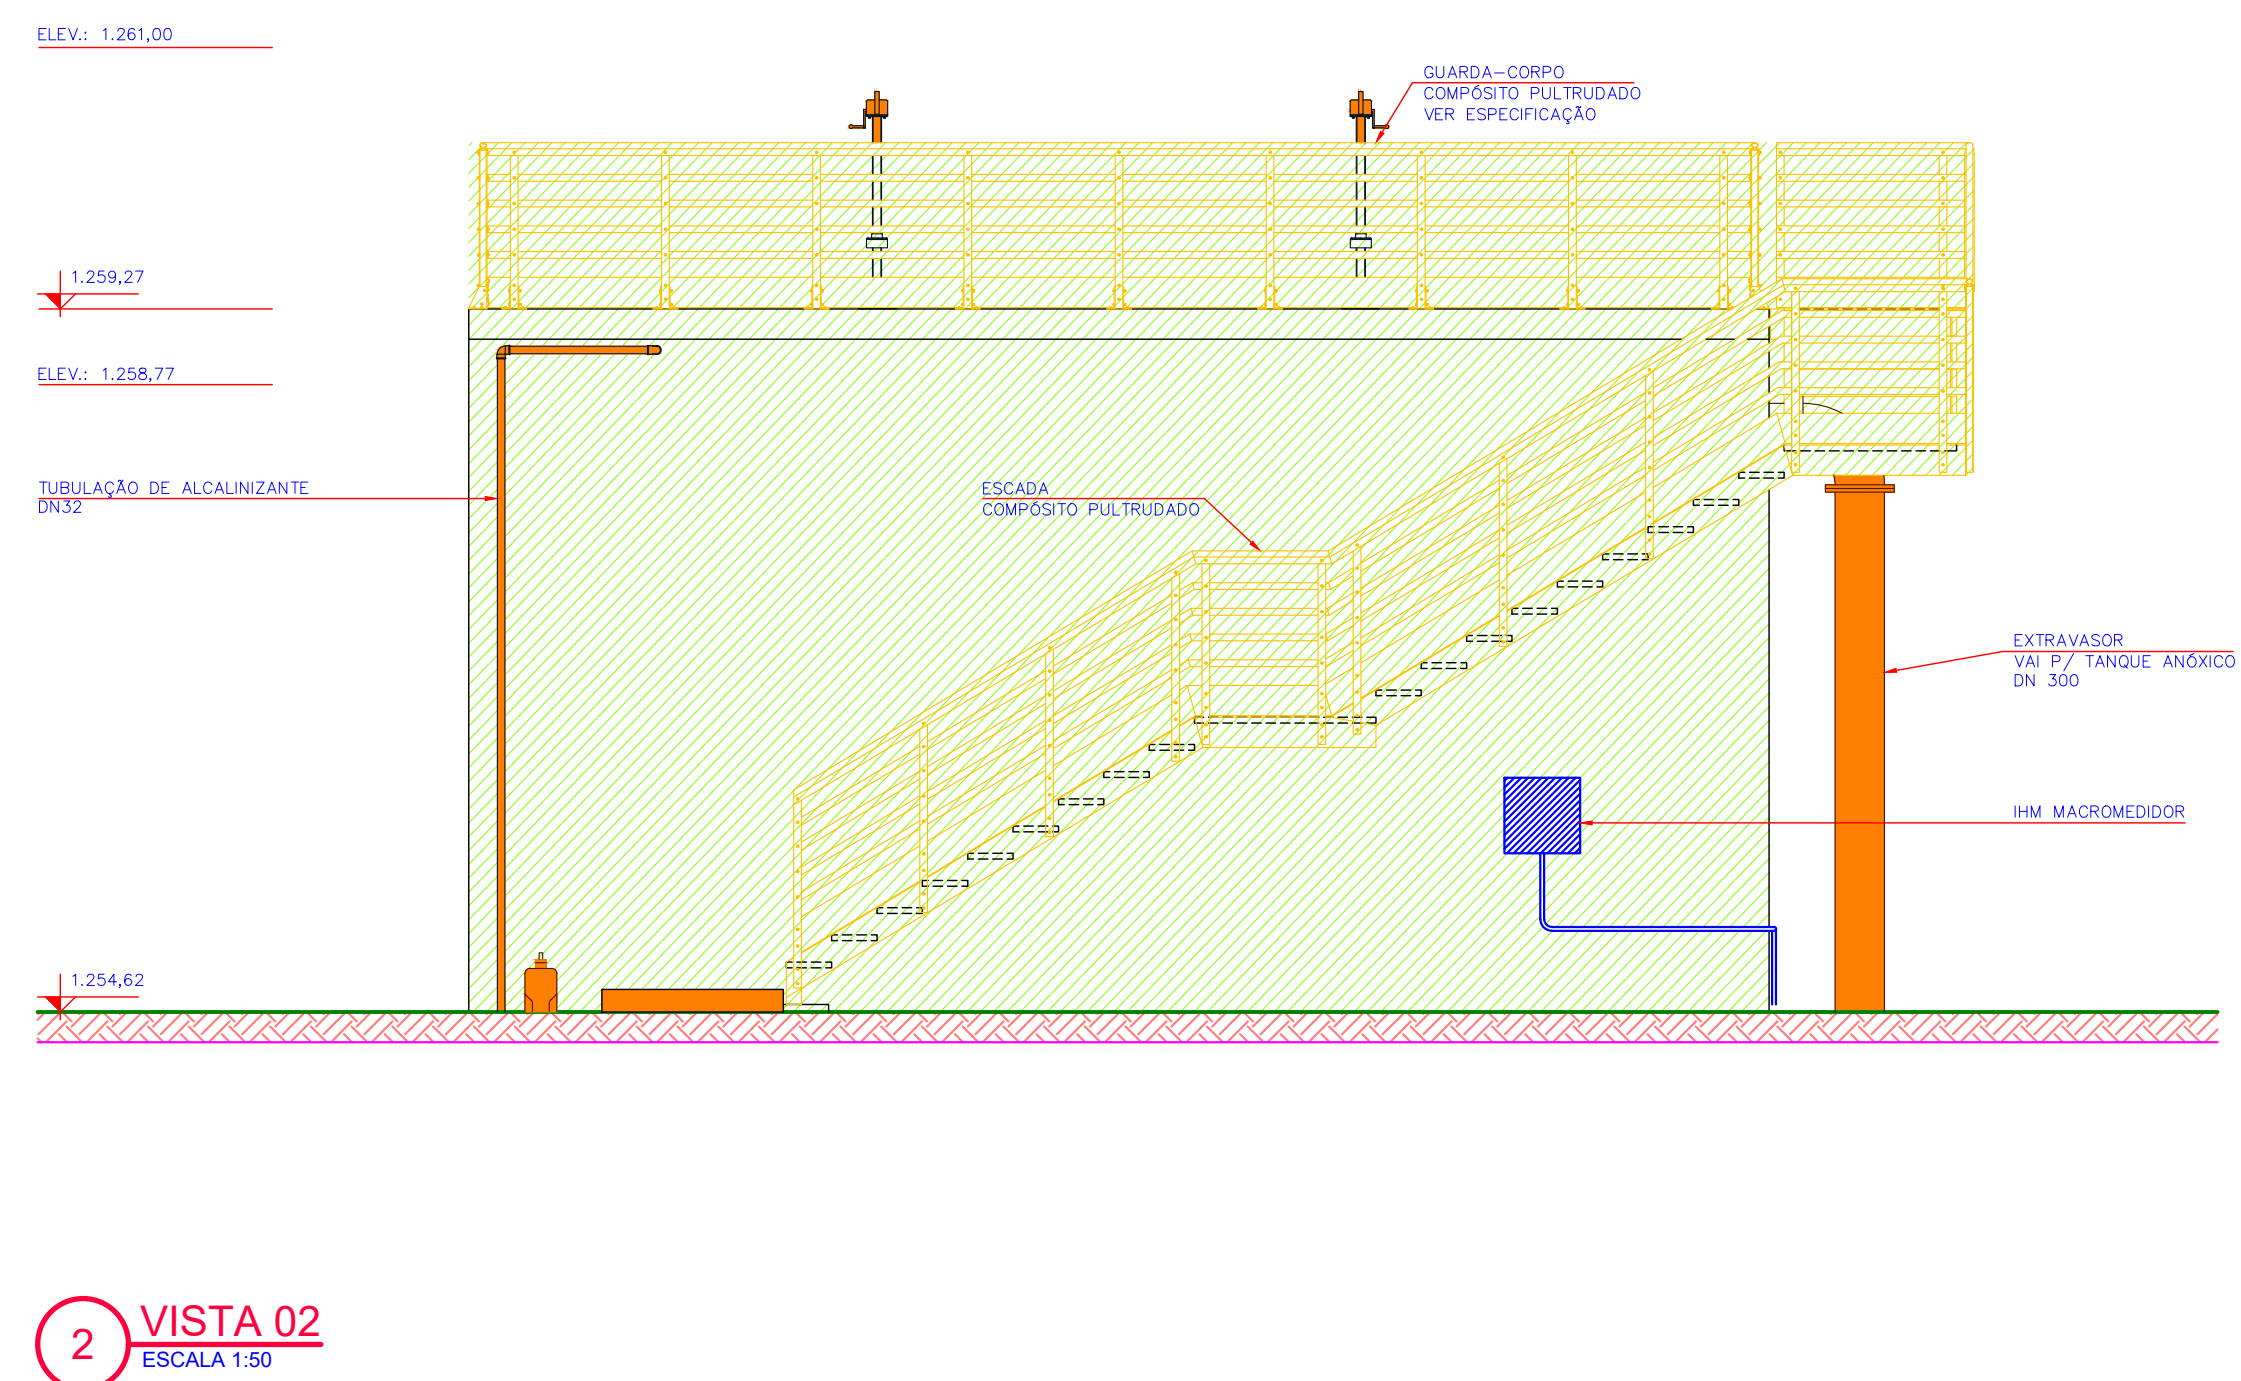 ELEV.: 1.261,00
GUARDA-CORPO
COMPÓSITO PULTRUDADO
VER ESPECIFICAÇÃO
1.259,27
ELEV.: 1.258,77
TUBULAÇÃO DE ALCALINIZANTE
DN32
ESCADA
COMPÓSITO PULTRUDADO
EXTRAVASOR
VAI P/ TANQUE ANÓXICO
DN 300
IHM MACROMEDIDOR
1.254,62
2
VISTA 02
ESCALA 1:50